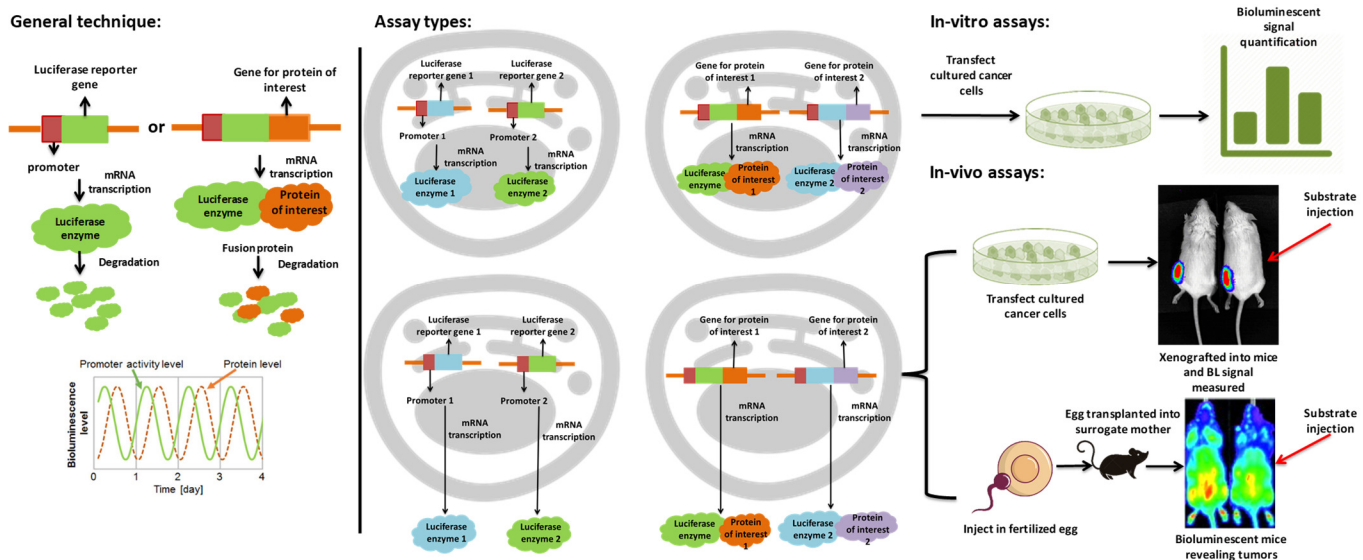 General technique:
Luciferase reporter
gene
Gene for protein of
interest
or
promoter
mRNA
transcription
mRNA
transcription
Luciferase
enzyme
Luciferase
enzyme
Protein
of interest
Degradation
Fusion protein
Degradation
Promoter activity level
Protein level
Bioluminescence
level
0
1
2
3
4
Time [day]
Assay types:
Luciferase
reporter gene 1
Luciferase
reporter gene 2
Promoter 1
Promoter 2
mRNA
transcription
mRNA
transcription
Luciferase
enzyme 1
Luciferase
enzyme 2
Gene for protein
of interest 1
Gene for protein
of interest 2
mRNA
transcription
mRNA
transcription
Luciferase
enzyme
Protein
of interest
1
Luciferase
enzyme 2
Protein
of interest
2
Luciferase
reporter gene 1
Luciferase
reporter gene 2
Promoter 1
Promoter 2
mRNA
transcription
mRNA
transcription
Luciferase
enzyme 1
Luciferase
enzyme 2
Gene for protein
of interest 1
Gene for protein
of interest 2
mRNA
transcription
mRNA
transcription
Luciferase
enzyme
Protein
of interest
1
Luciferase
enzyme 2
Protein
of interest
2
In-vitro assays:
Transfect
cultured cancer
cells
Bioluminescent
signal
quantification
In-vivo assays:
Transfect cultured
cancer cells
Substrate
injection
Xenografted into mice
and BL signal
measured
Egg transplanted into
surrogate mother
Substrate
injection
Inject in fertilized egg
Bioluminescent mice
revealing tumors